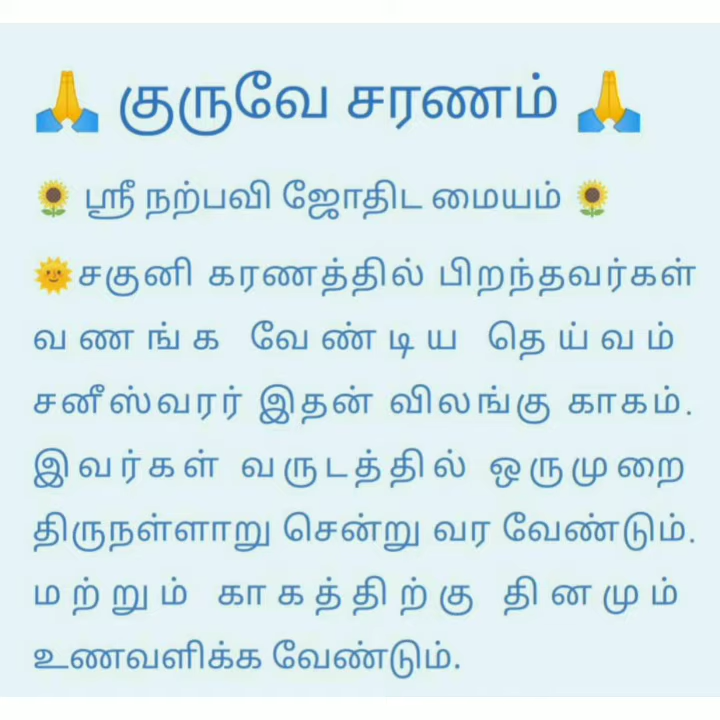 🙏 குருவே சரணம் 🙏
🌻 ஸ்ரீ நற்பவி ஜோதிட மையம் 🌻
🌞சகுனி கரணத்தில் பிறந்தவர்கள்
வணங்க வேண்டிய தெய்வம்
சனீஸ்வரர் இதன் விலங்கு காகம்.
இவர்கள் வருடத்தில் ஒருமுறை
திருநள்ளாறு சென்று வர வேண்டும்.
மற்றும் காகத்திற்கு தினமும்
உணவளிக்க வேண்டும்.